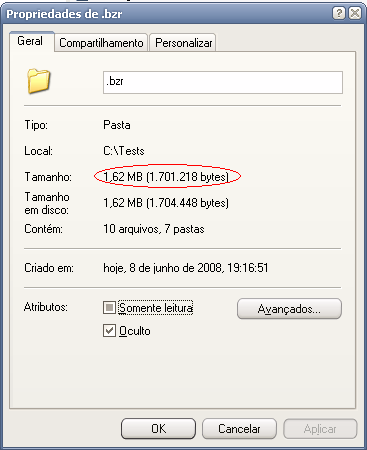 Propriedades de .bzr
Geral Compartilhamento Personalizar
.bzr
Tipo: Pasta
Local: C:\Tests
Tamanho: 1,62 MB (1.701.218 bytes)
Tamanho em disco: 1,62 MB (1.704.448 bytes)
Contém: 10 arquivos, 7 pastas
Criado em: hoje, 8 de junho de 2008, 19:16:51
Atributos: Somente leitura Avançados...
Oculto
OK Cancelar Aplicar